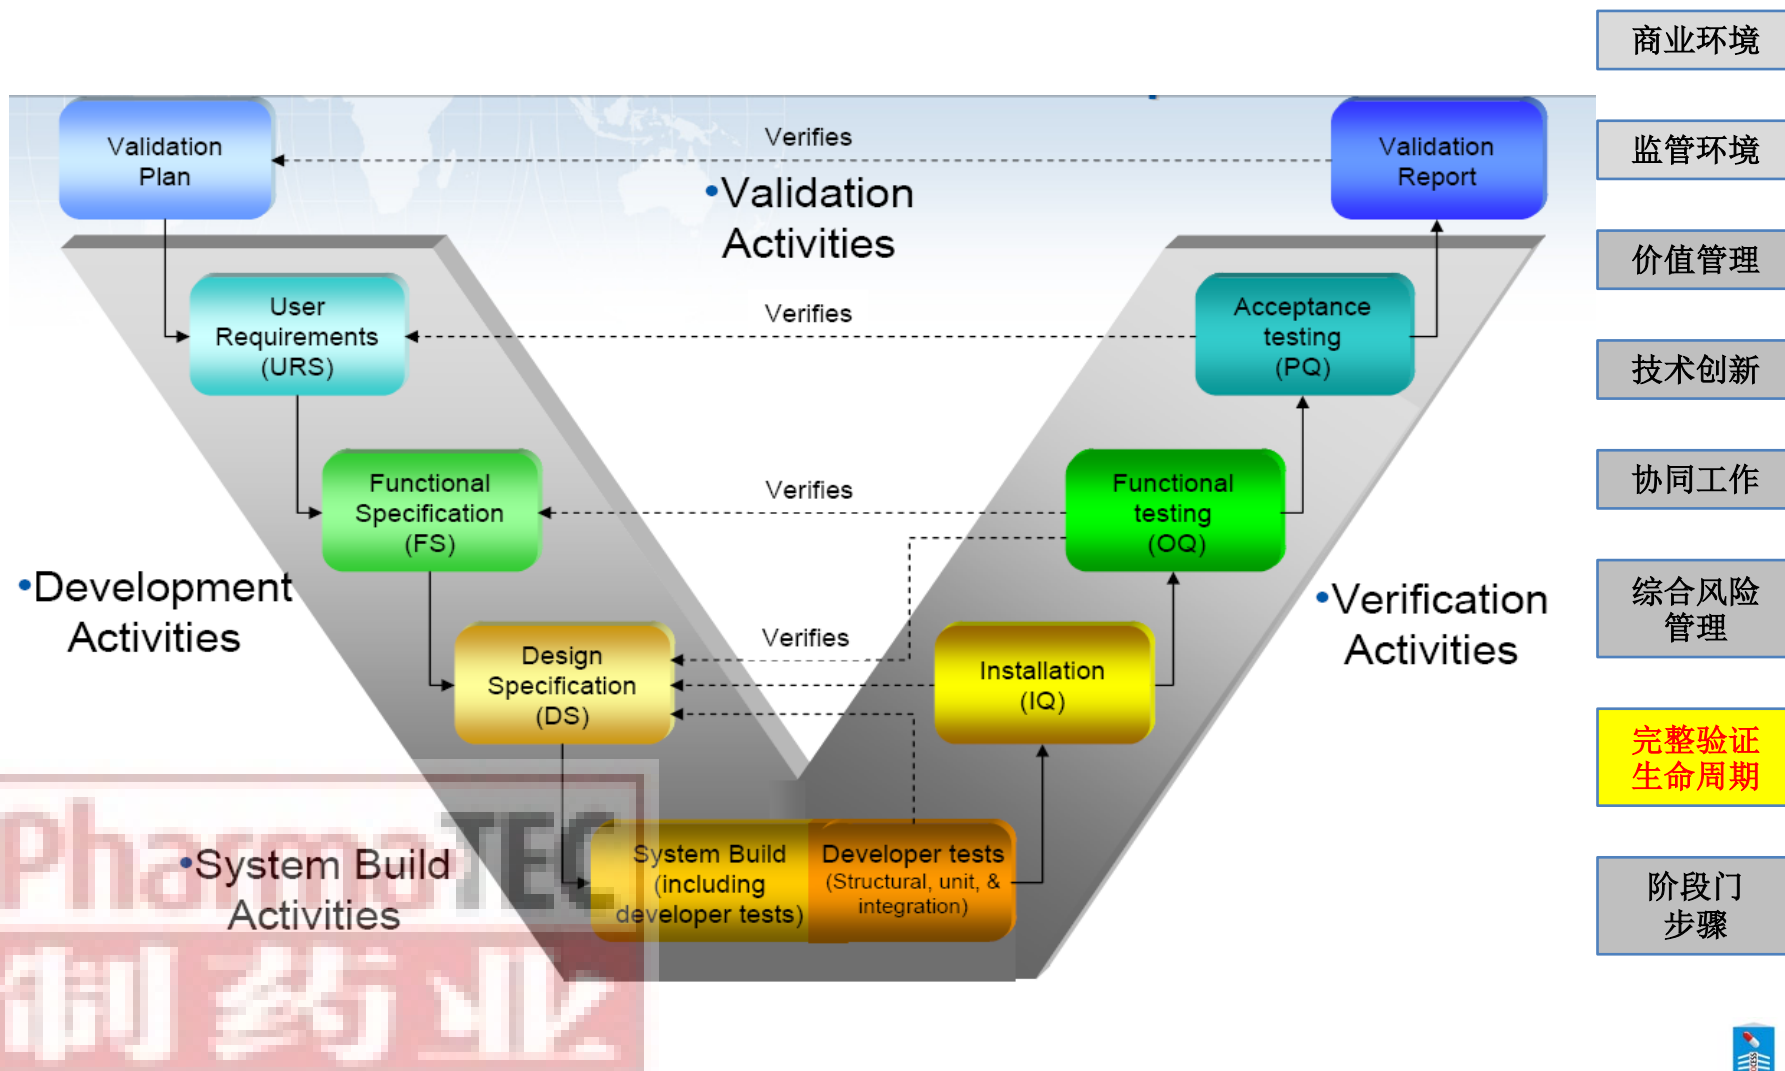 Validation
Plan
Verifies
Validation
Report
•Validation
Activities
User
Requirements
(URS)
Verifies
Acceptance
testing
(PQ)
Functional
Specification
(FS)
Verifies
Functional
testing
(OQ)
•Development
Activities
•Verification
Activities
Design
Specification
(DS)
Verifies
Installation
(IQ)
•System Build
Activities
System Build
(including
developer tests)
Developer tests
(Structural, unit, &
integration)
PharmaTEC
制药业
商业环境
监管环境
价值管理
技术创新
协同工作
综合风险
管理
完整验证
生命周期
阶段门
步骤